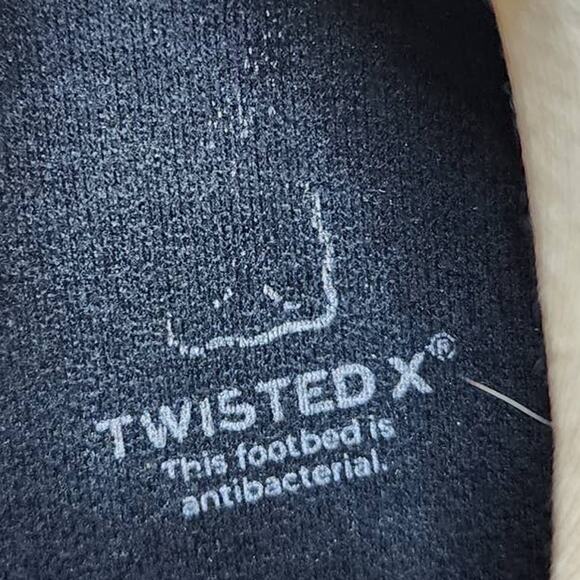 TWISTED X®
This footbed is
antibacterial.